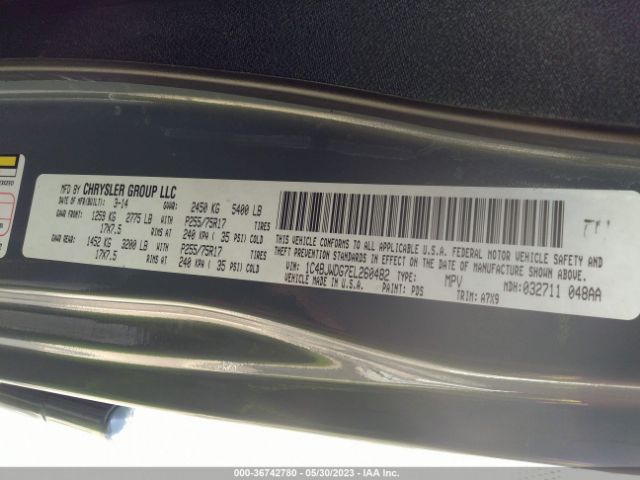 MFD BY CHRYSLER GROUP LLC
DATE OF MFR(BUILT): 3-14 GVWR: 2450 KG 5400 LB
GAWR FRONT: 1259 KG 2775 LB WITH P255/75R17 TIRES
17X7.5 RIMS AT 240 KPA ( 35 PSI) COLD
GAWR REAR: 1452 KG 3200 LB WITH P255/75R17 TIRES
17X7.5 RIMS AT 240 KPA ( 35 PSI) COLD
THIS VEHICLE CONFORMS TO ALL APPLICABLE U.S.A. FEDERAL MOTOR VEHICLE SAFETY AND
THEFT PREVENTION STANDARDS IN EFFECT ON THE DATE OF MANUFACTURE SHOWN ABOVE.
VIN: 1C4BJWDG7EL260482 TYPE: MPV MDH: 032711 048AA
VEHICLE MADE IN U.S.A. PAINT: PDS TRIM: A7X9
000-36742780 - 05/30/2023 - IAA Inc.